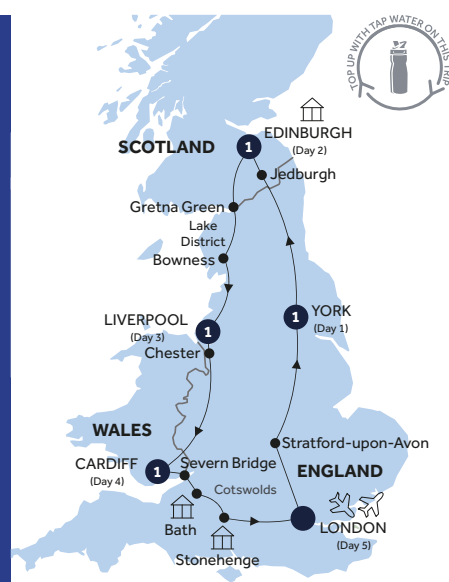 TOP UP WITH TAP WATER ON THIS TRIP
EDINBURGH
(Day 2)
SCOTLAND
1
Jedburgh
Gretna Green
Lake
District
Bowness
LIVERPOOL
(Day 3)
1
Chester
1
YORK
(Day 1)
WALES
Stratford-upon-Avon
CARDIFF
(Day 4)
1
Severn Bridge
ENGLAND
Cotswolds
Bath
Stonehenge
LONDON
(Day 5)